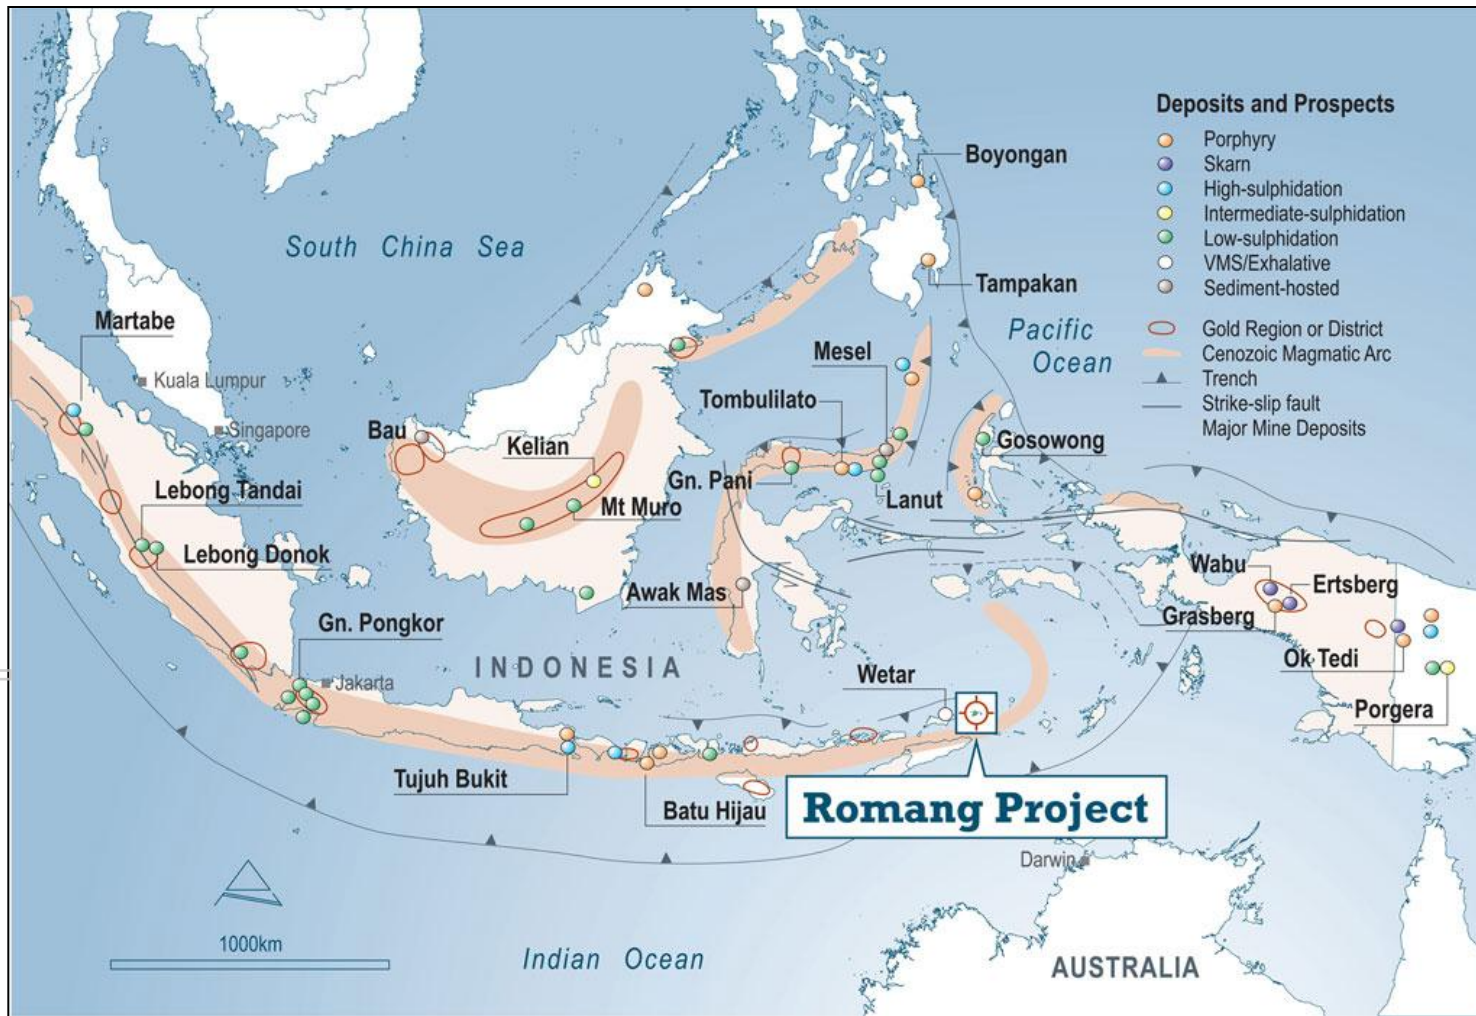 Deposits and Prospects
Porphyry
Skarn
High-sulphidation
Intermediate-sulphidation
Low-sulphidation
VMS/Exhalative
Sediment-hosted
Gold Region or District
Cenozoic Magmatic Arc
Trench
Strike-slip fault
Major Mine Deposits
Boyongan
South China Sea
Tampakan
Martabe
Pacific
Ocean
Mesel
Kuala Lumpur
Tombulilato
Singapore
Bau
Kelian
Gosowong
Gn. Pani
Lebong Tandai
Mt Muro
Lanut
Lebong Donok
Wabu
Ertsberg
Awak Mas
Grasberg
Gn. Pongkor
Ok Tedi
INDONESIA
Jakarta
Wetar
Porgera
Tujuh Bukit
Batu Hijau
Romang Project
Darwin
1000km
Indian Ocean
AUSTRALIA